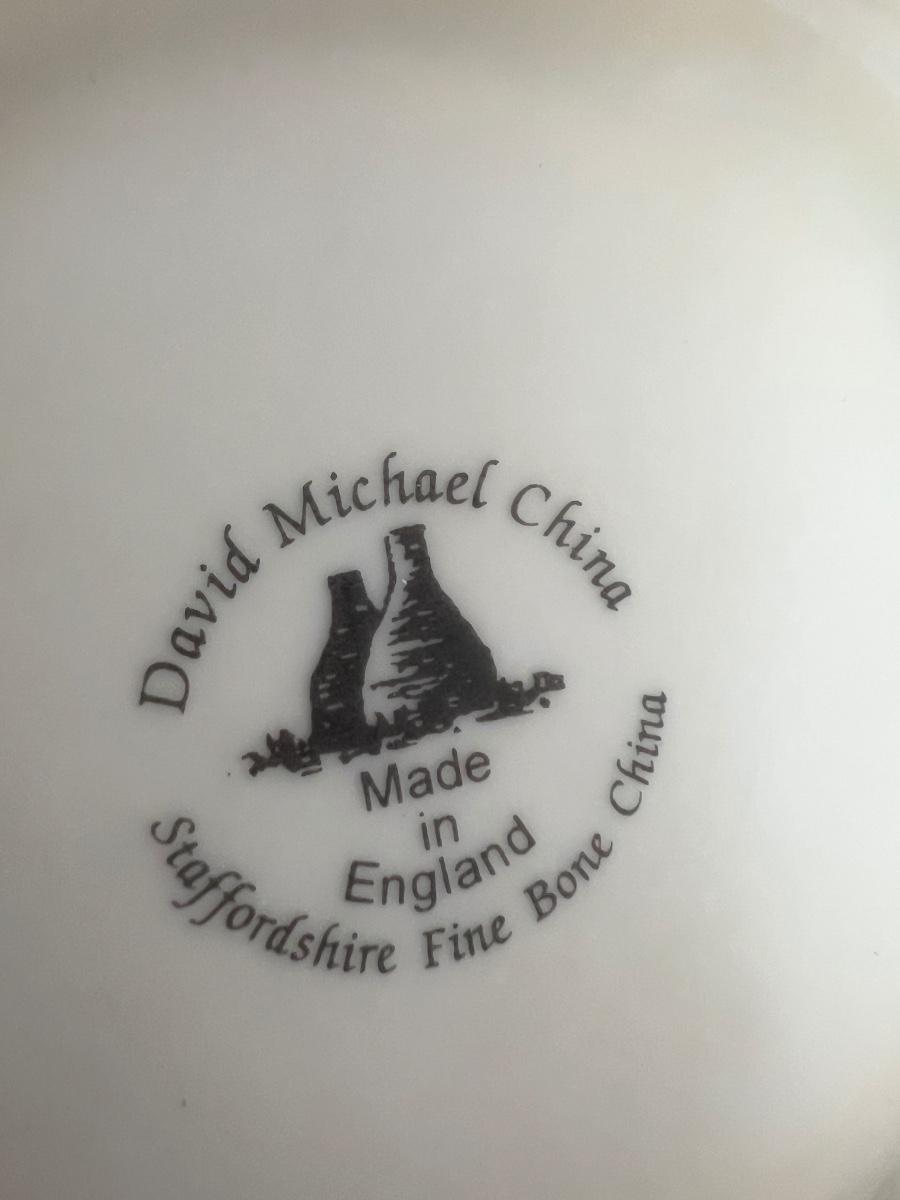 David Michael China
Made
in
England
Staffordshire Fine Bone China